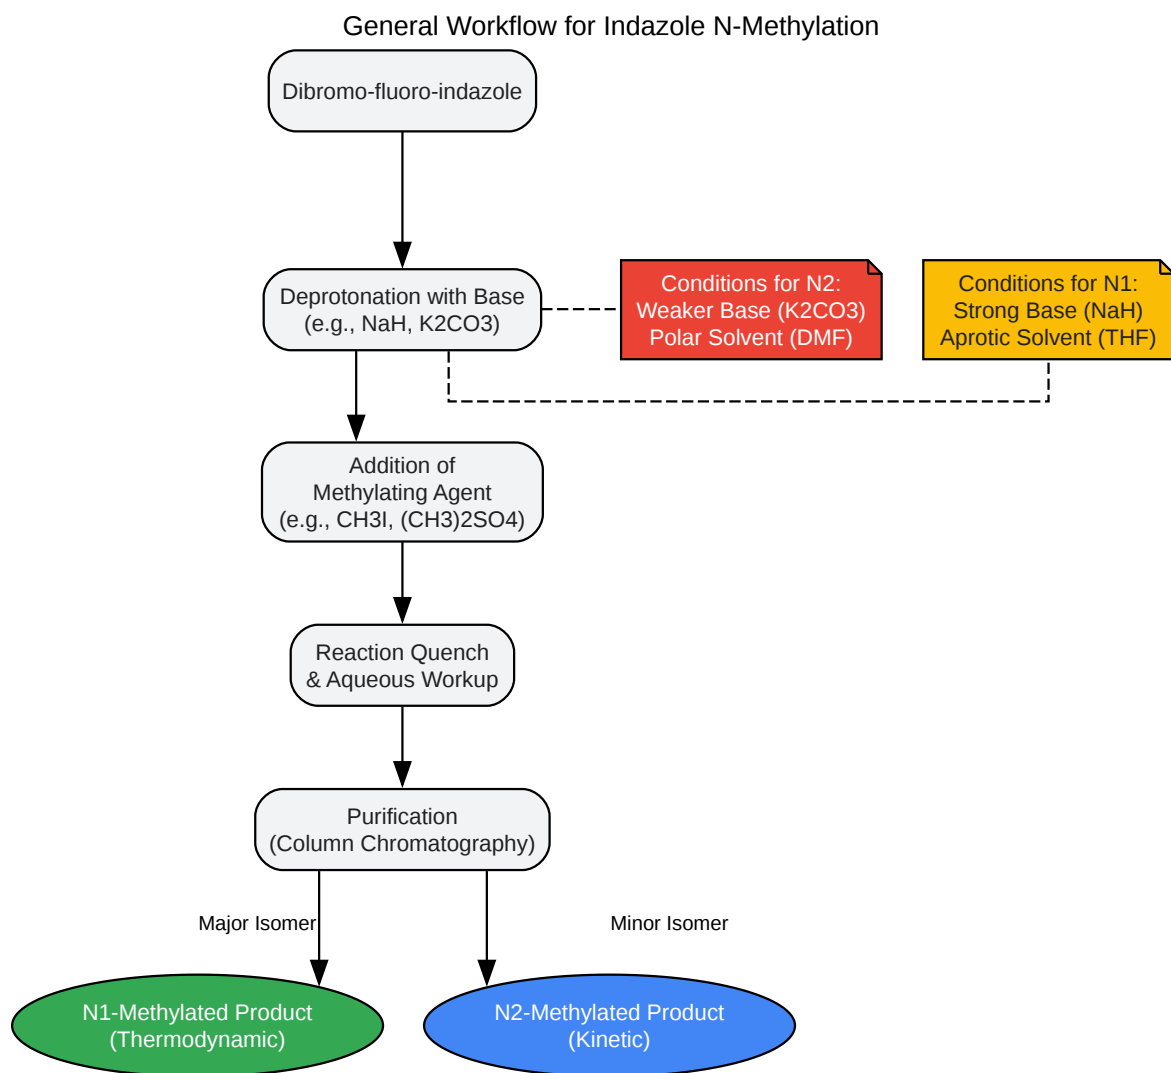 General Workflow for Indazole N-Methylation
Dibromo-fluoro-indazole
Deprotonation with Base
(e.g., NaH, K2CO3)
Conditions for N2:
Weaker Base (K2CO3)
Polar Solvent (DMF)
Conditions for N1:
Strong Base (NaH)
Aprotic Solvent (THF)
Addition of
Methylating Agent
(e.g., CH3I, (CH3)2SO4)
Reaction Quench
& Aqueous Workup
Purification
(Column Chromatography)
Major Isomer
Minor Isomer
N1-Methylated Product
(Thermodynamic)
N2-Methylated Product
(Kinetic)